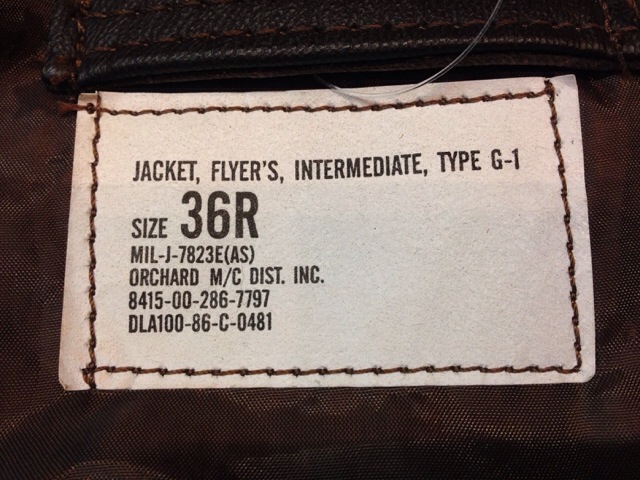 JACKET, FLYER'S, INTERMEDIATE, TYPE G-1
SIZE 36R
MIL-J-7823E(AS)
ORCHARD M/C DIST. INC.
8415-00-286-7797
DLA100-86-C-0481